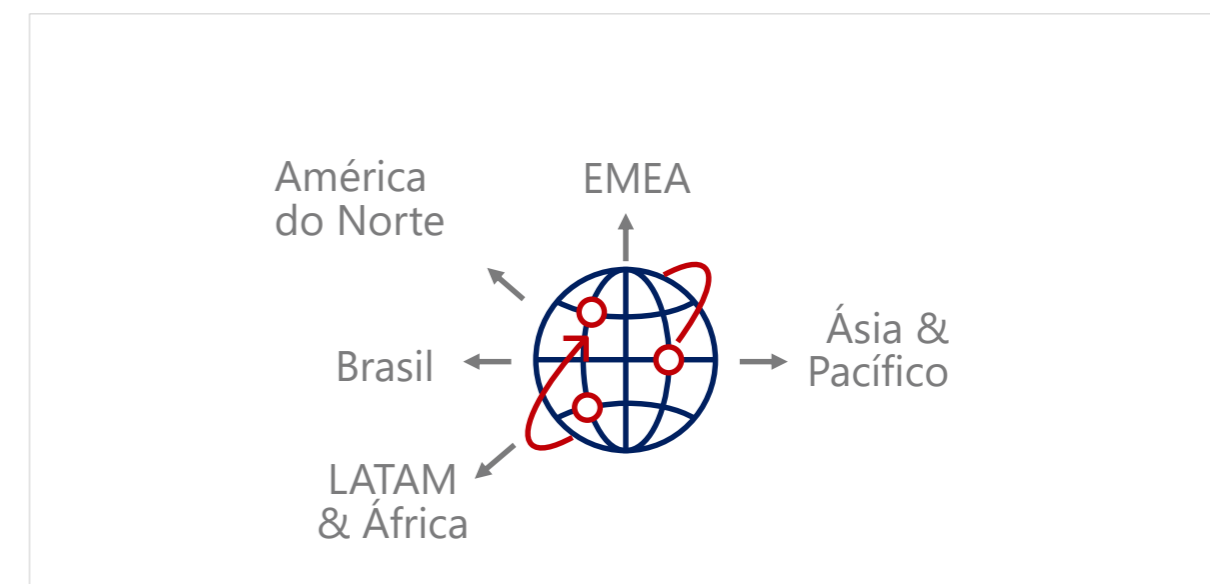 América
do Norte
EMEA
Brasil
Ásia &
Pacífico
LATAM
& África